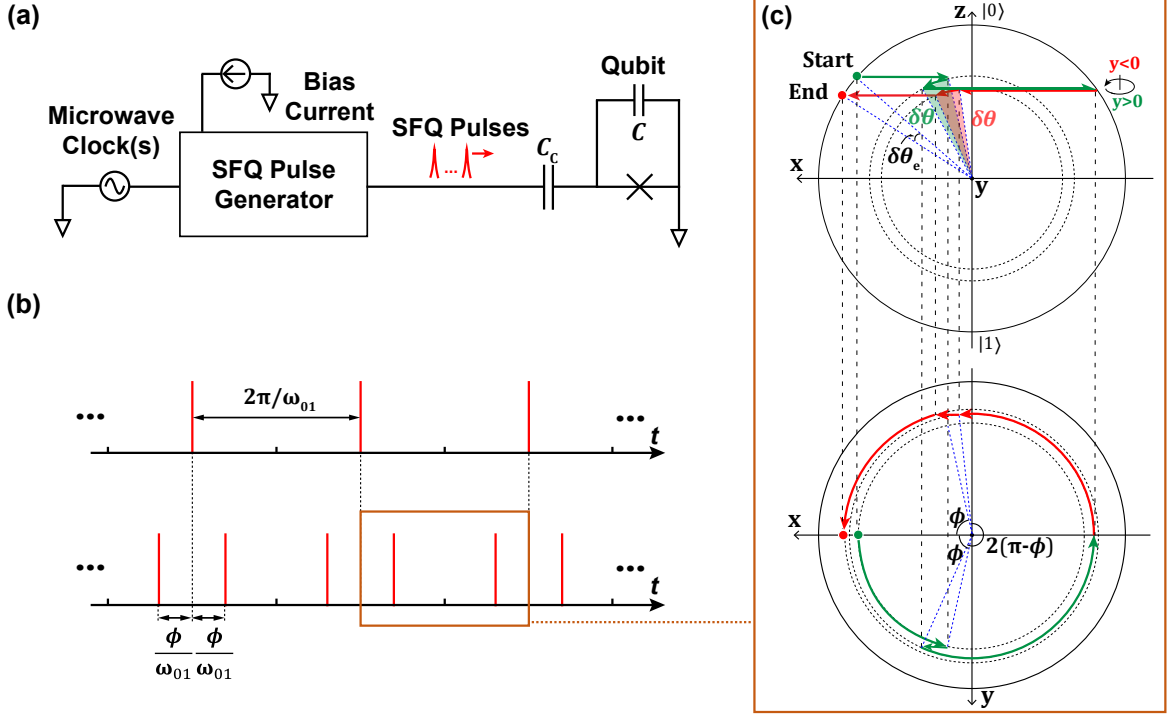 (a)
Microwave
Clock(s)
Bias
Current
SFQ Pulse
Generator
SFQ Pulses
...
C_C
Qubit
C
(b)
2π/ω₀₁
...
...
t
...
...
t
ϕ
ω₀₁
ϕ
ω₀₁
(c)
z
|0⟩
Start
End
y<0
y>0
δθ
δθ
δθₑ
x
y
|1⟩
x
ϕ
ϕ
2(π-ϕ)
y